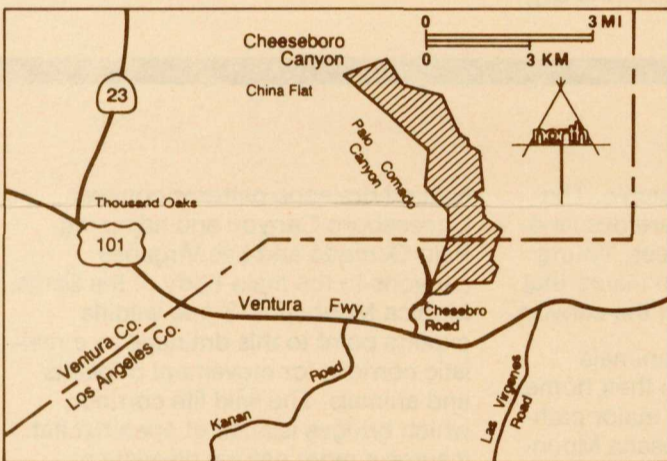 0 3 MI
0 3 KM
Cheeseboro
Canyon
China Flat
23
Palo Comado
Canyon
Thousand Oaks
101
Ventura Fwy.
Chesebro
Road
Ventura Co.
Los Angeles Co.
Kanan Road
Las Virgenes
Road